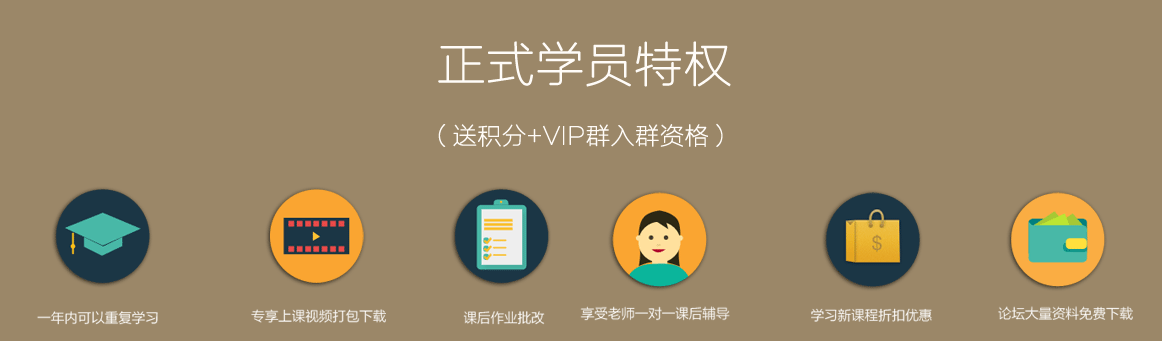 正式学员特权
（送积分+VIP群入群资格）
一年内可以重复学习
专享上课视频打包下载
课后作业批改
享受老师一对一课后辅导
学习新课程折扣优惠
论坛大量资料免费下载
$